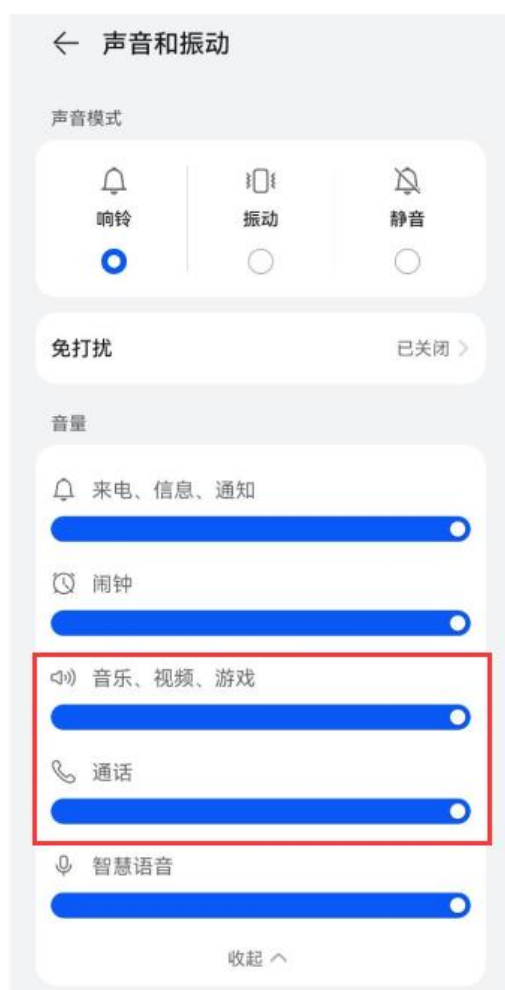 声音和振动
声音模式
响铃 振动 静音
免打扰 已关闭
音量
来电、信息、通知
闹钟
音乐、视频、游戏
通话
智慧语音
收起